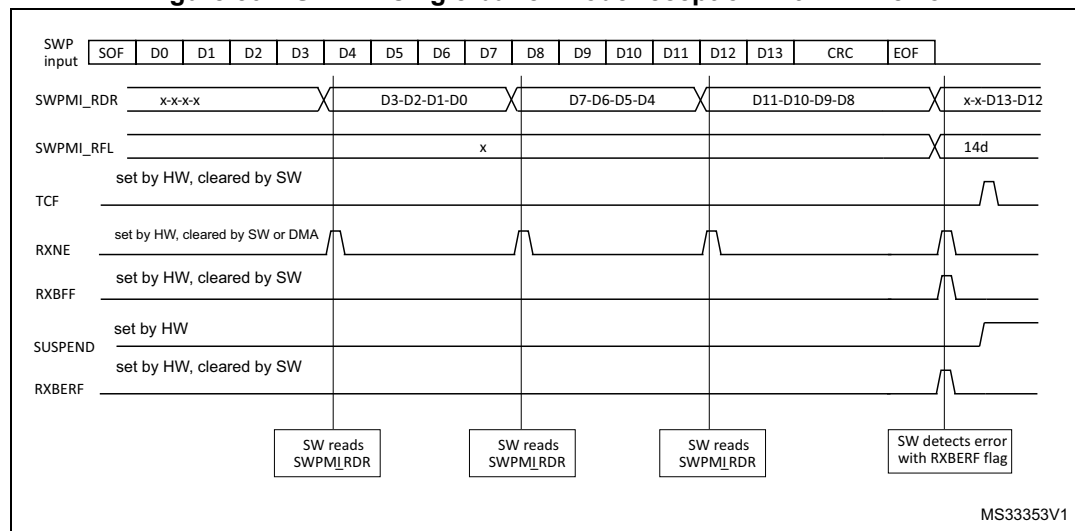 SWP input SOF D0 D1 D2 D3 D4 D5 D6 D7 D8 D9 D10 D11 D12 D13 CRC EOF
SWPMI_RDR x-x-x-x D3-D2-D1-D0 D7-D6-D5-D4 D11-D10-D9-D8 x-x-D13-D12
SWPMI_RFL x 14d
set by HW, cleared by SW
TCF
set by HW, cleared by SW or DMA
RXNE
set by HW, cleared by SW
RXBFF
set by HW
SUSPEND
set by HW, cleared by SW
RXBERF
SW reads SWPMI_RDR
SW reads SWPMI_RDR
SW reads SWPMI_RDR
SW detects error with RXBERF flag
MS33353V1